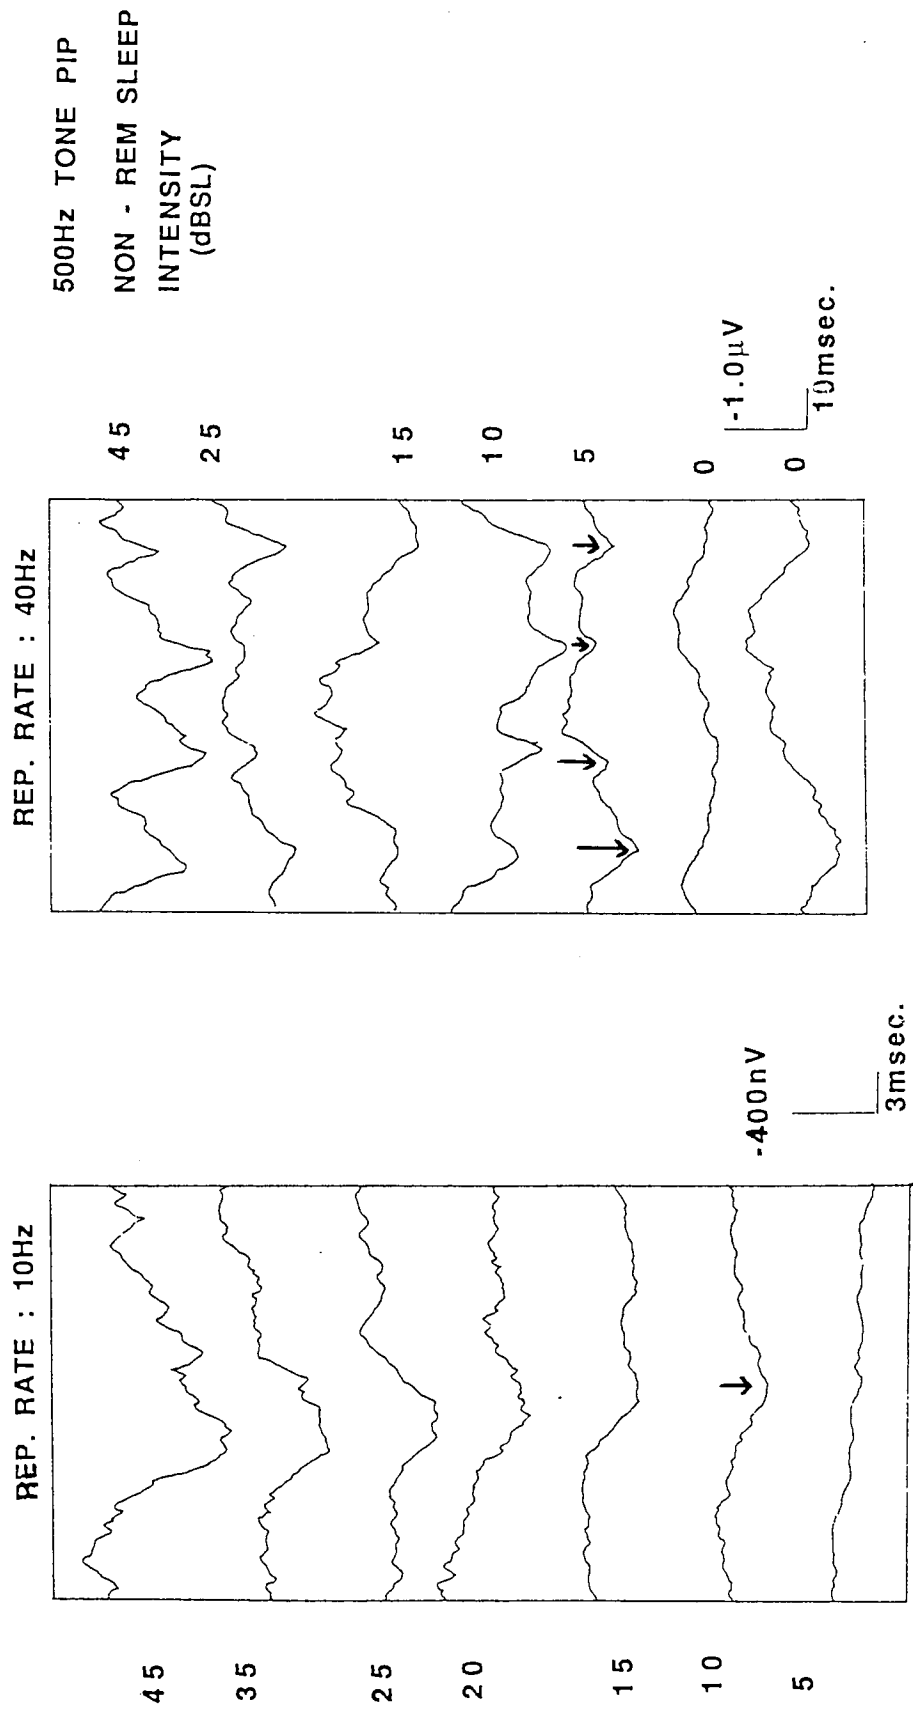 REP. RATE : 10Hz
45
35
25
20
15
10
5
-400nV
3msec.
REP. RATE : 40Hz
45
25
15
10
5
0
0
-1.0µV
10msec.
500Hz TONE PIP
NON - REM SLEEP
INTENSITY
(dBSL)